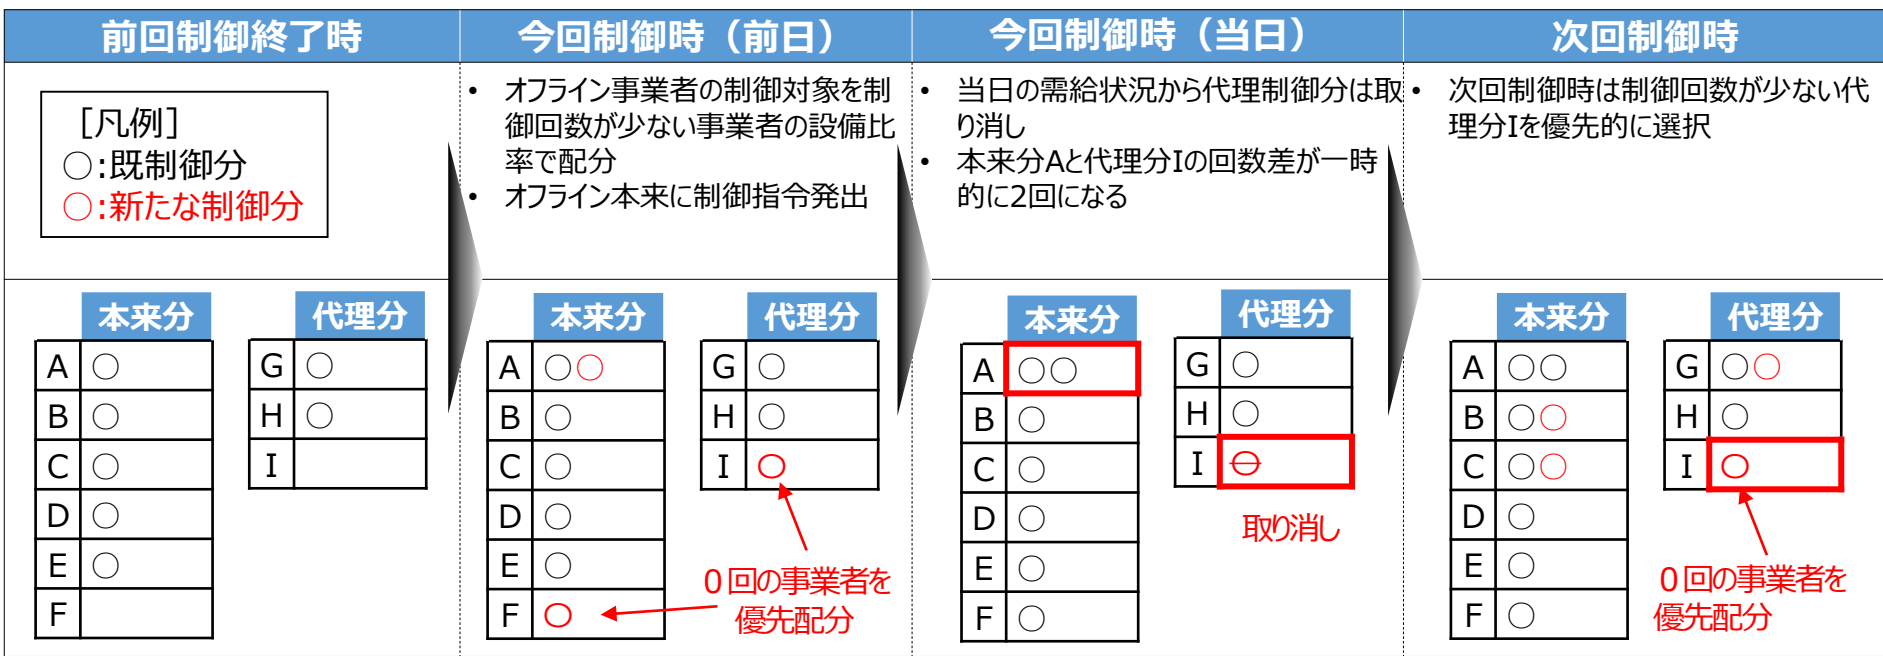 前回制御終了時
今回制御時（前日）
今回制御時（当日）
次回制御時
［凡例］
○:既制御分
○:新たな制御分
• オフライン事業者の制御対象を制
御回数が少ない事業者の設備比
率で配分
• オフライン本来に制御指令発出
• 当日の需給状況から代理制御分は取
り消し
• 本来分Aと代理分Iの回数差が一時
的に2回になる
• 次回制御時は制御回数が少ない代
理分Iを優先的に選択
本来分
A ○
B ○
C ○
D ○
E ○
F
代理分
G ○
H ○
I
本来分
A ○○
B ○
C ○
D ○
E ○
F ○
代理分
G ○
H ○
I ○
０回の事業者を
優先配分
本来分
A ○○
B ○
C ○
D ○
E ○
F ○
代理分
G ○
H ○
I ○
取り消し
本来分
A ○○
B ○○
C ○○
D ○
E ○
F ○
代理分
G ○○
H ○
I ○
０回の事業者を
優先配分